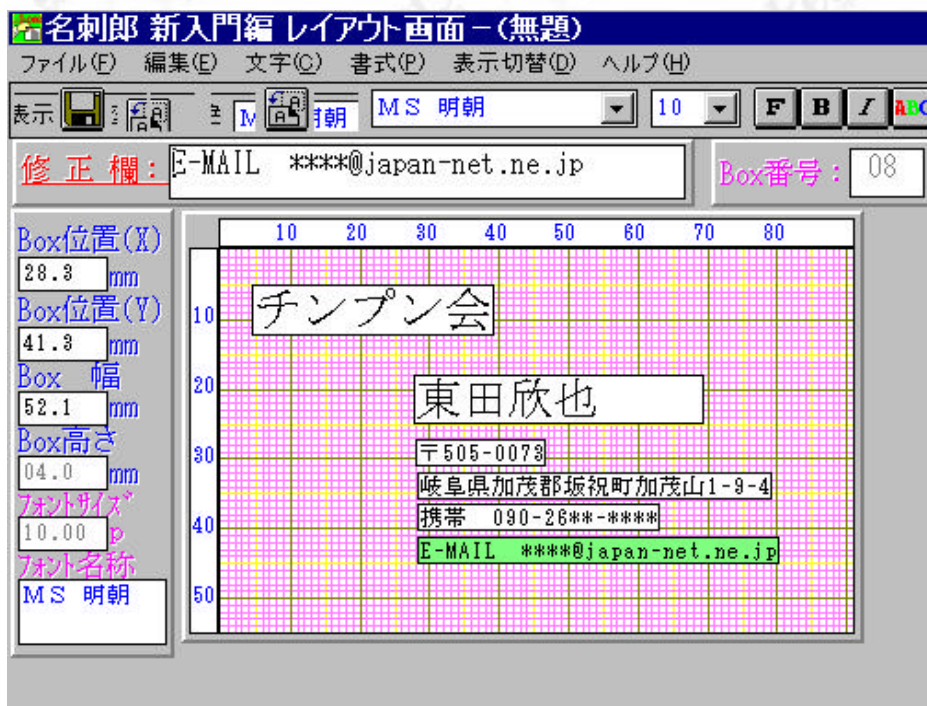 名刺郎 新入門編 レイアウト画面－(無題)
ファイル(F) 編集(E) 文字(C) 書式(P) 表示切替(D) ヘルプ(H)
表示 明朝 ＭＳ 明朝 10 F B I ABC
修正欄： E-MAIL ****@japan-net.ne.jp Box番号： 08
Box位置(X)
28.3 mm
Box位置(Y)
41.3 mm
Box 幅
52.1 mm
Box高さ
04.0 mm
フォントサイズ
10.00 p
フォント名称
ＭＳ 明朝
10 20 30 40 50 60 70 80
10
20
30
40
50
チンプン会
東田欣也
〒505-0073
岐阜県加茂郡坂祝町加茂山1-9-4
携帯 090-26**-****
E-MAIL ****@japan-net.ne.jp